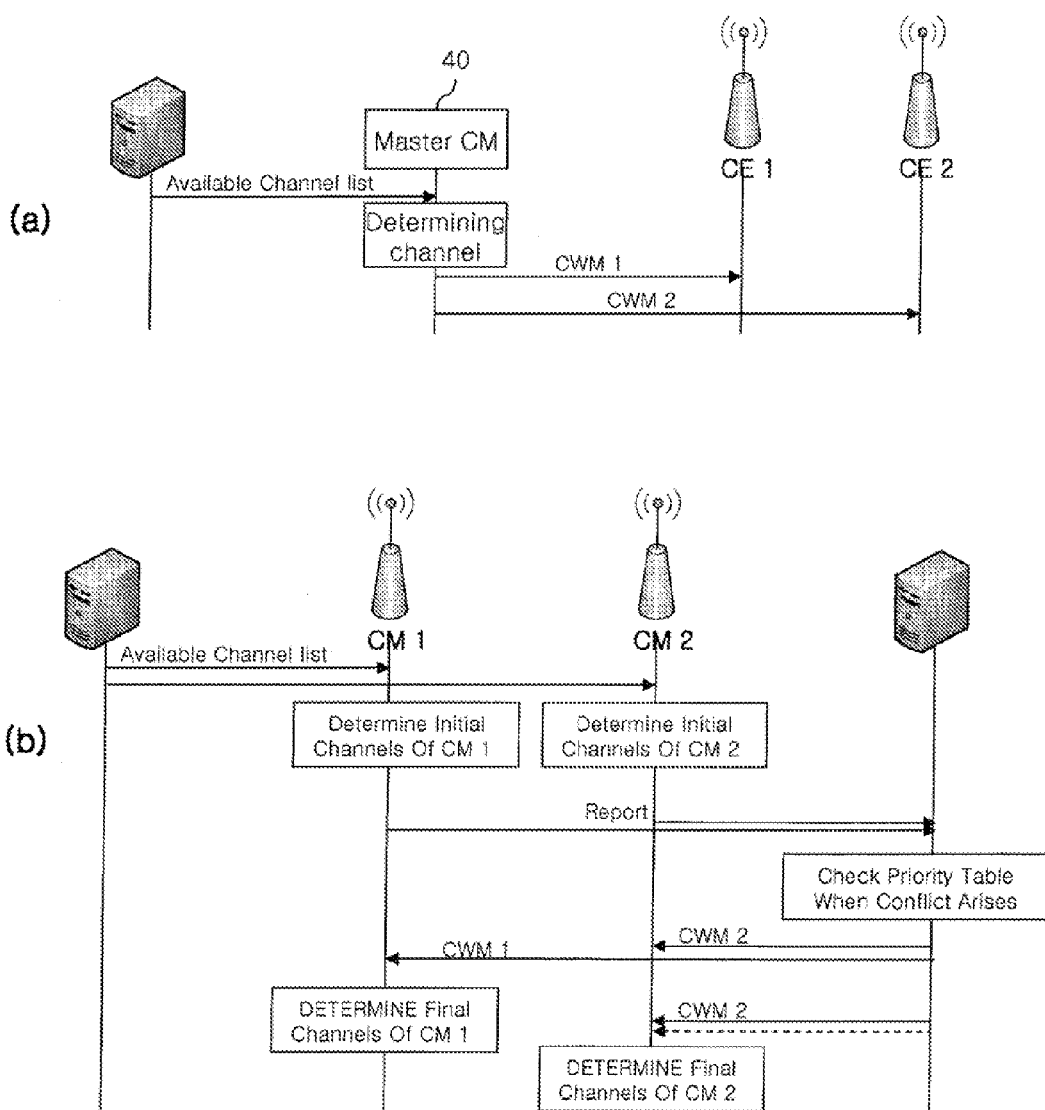 40
Master CM
CE 1
CE 2
Available Channel list
(a)
Determining
channel
CWM 1
CWM 2
CM 1
CM 2
Available Channel list
(b)
Determine Initial
Channels Of CM 1
Determine Initial
Channels Of CM 2
Report
Check Priority Table
When Conflict Arises
CWM 2
CWM 1
DETERMINE Final
Channels Of CM 1
CWM 2
DETERMINE Final
Channels Of CM 2